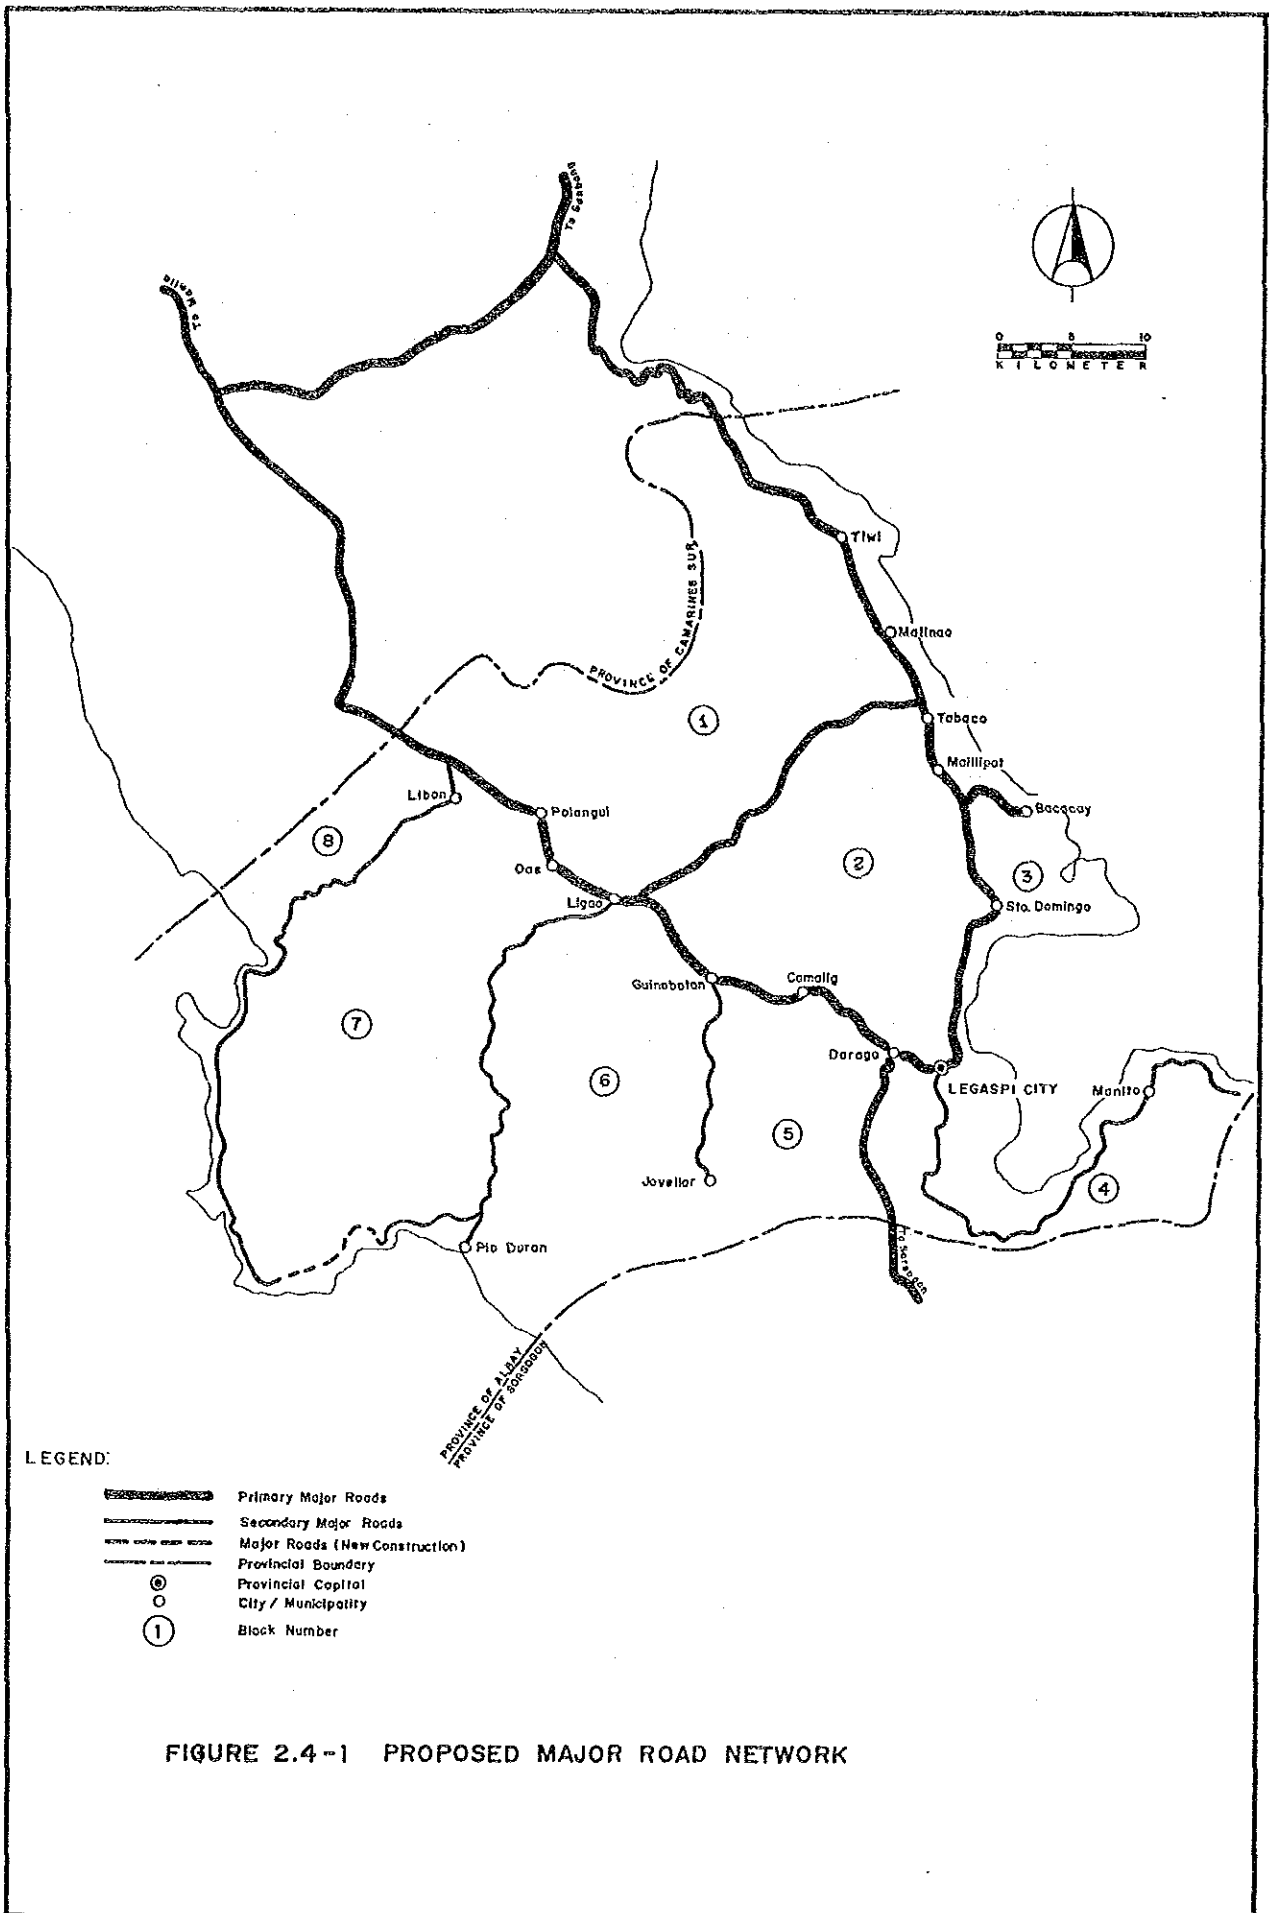 To Manila
0 5 10
KILOMETER
Tiwi
PROVINCE OF CAMARINES SUR
Malinao
1
Tabaco
Malilipot
Libon
Polangui
Bacacay
8
2
Oas
3
Ligao
Sto. Domingo
Guinobatan
Camalig
7
Daraga
6
LEGASPI CITY
Manito
5
Jovellar
4
Pio Duran
To Sorsogon
PROVINCE OF ALBAY
PROVINCE OF SORSOGON
LEGEND:
Primary Major Roads
Secondary Major Roads
Major Roads (New Construction)
Provincial Boundary
Provincial Capital
City / Municipality
1 Block Number
FIGURE 2.4-1 PROPOSED MAJOR ROAD NETWORK